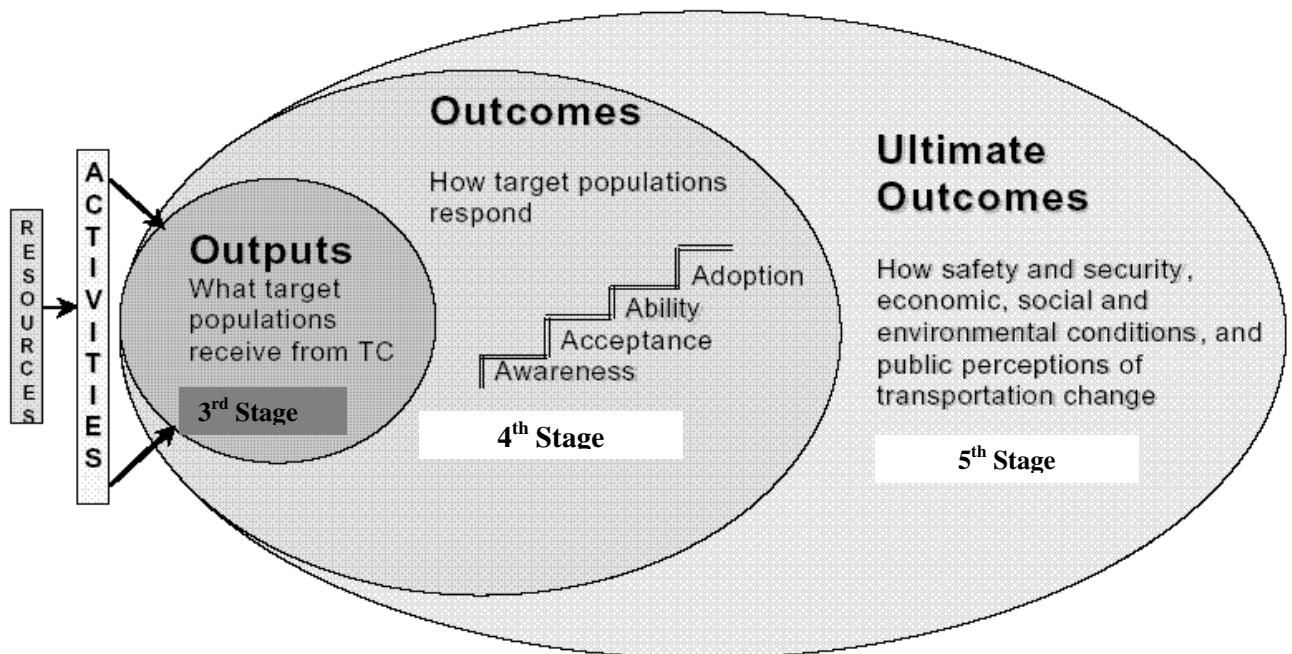 RESOURCES
ACTIVITIES
Outputs
What target
populations
receive from TC
3rd Stage
Outcomes
How target populations
respond
Adoption
Ability
Acceptance
Awareness
4th Stage
Ultimate
Outcomes
How safety and security,
economic, social and
environmental conditions, and
public perceptions of
transportation change
5th Stage